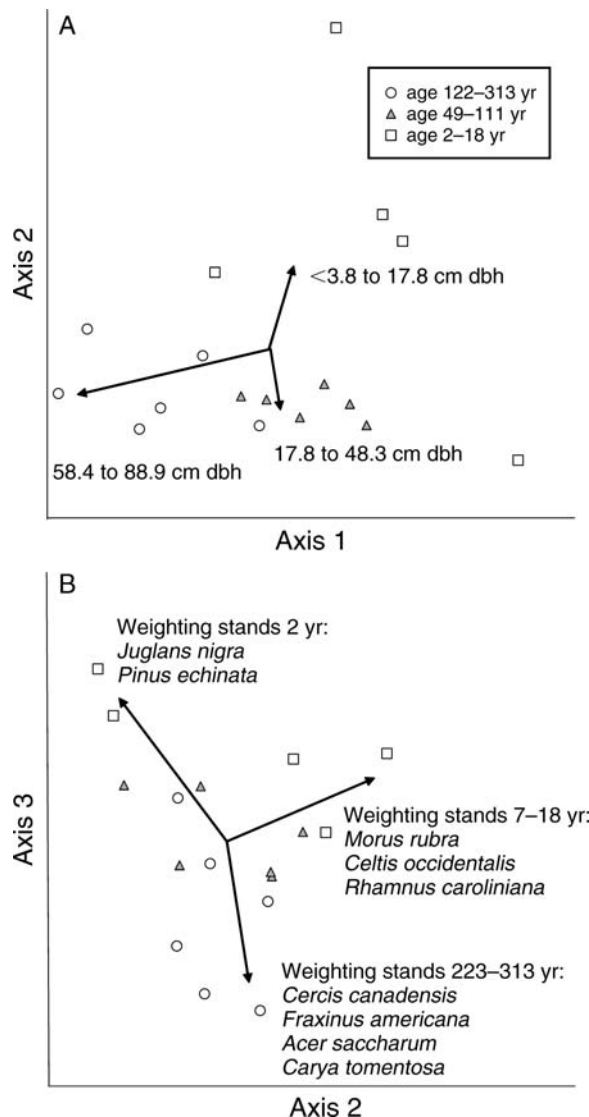 A
age 122–313 yr
age 49–111 yr
age 2–18 yr
Axis 2
<3.8 to 17.8 cm dbh
17.8 to 48.3 cm dbh
58.4 to 88.9 cm dbh
Axis 1
B
Weighting stands 2 yr:
Juglans nigra
Pinus echinata
Axis 3
Weighting stands 7–18 yr:
Morus rubra
Celtis occidentalis
Rhamnus caroliniana
Weighting stands 223–313 yr:
Cercis canadensis
Fraxinus americana
Acer saccharum
Carya tomentosa
Axis 2